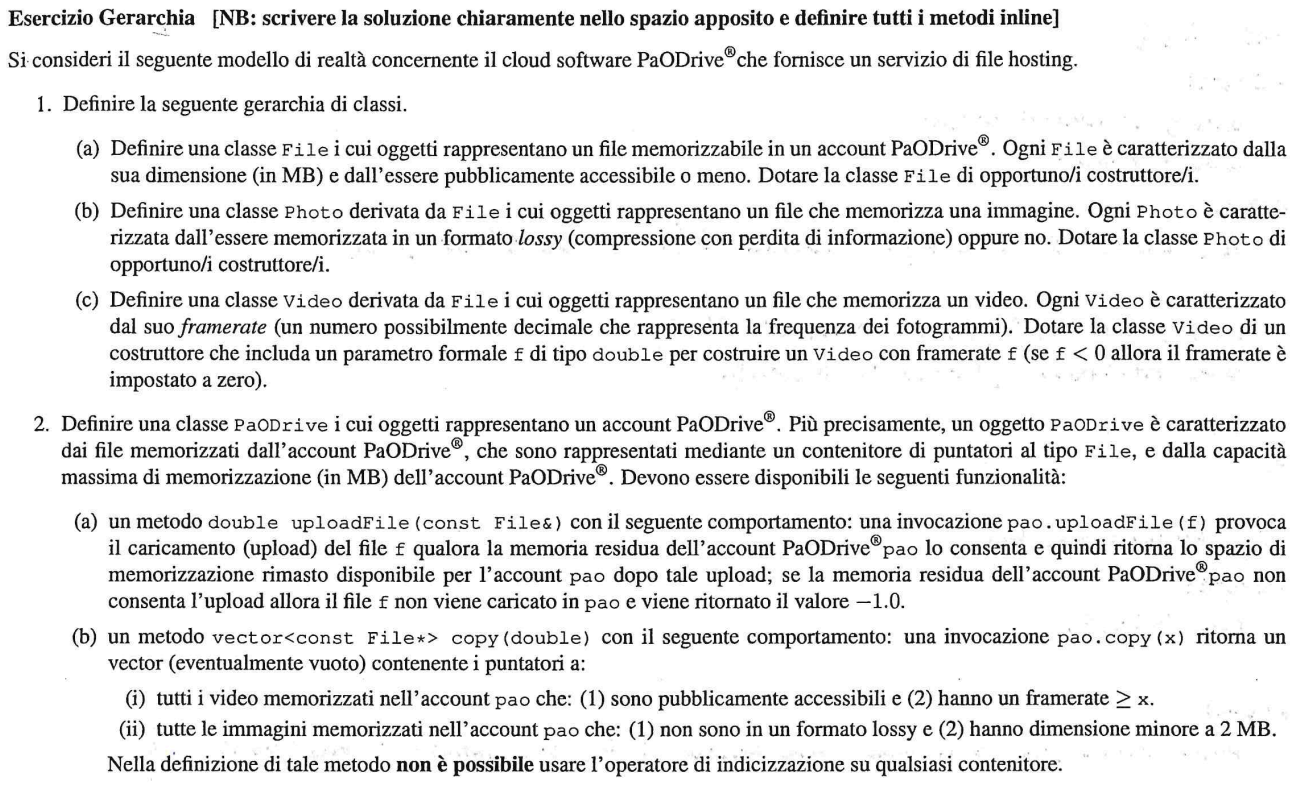 Esercizio Gerarchia [NB: scrivere la soluzione chiaramente nello spazio apposito e definire tutti i metodi inline]
Si consideri il seguente modello di realtà concernente il cloud software PaODrive® che fornisce un servizio di file hosting.
1. Definire la seguente gerarchia di classi.
(a) Definire una classe File i cui oggetti rappresentano un file memorizzabile in un account PaODrive®. Ogni File è caratterizzato dalla
sua dimensione (in MB) e dall'essere pubblicamente accessibile o meno. Dotare la classe File di opportuno/i costruttore/i.
(b) Definire una classe Photo derivata da File i cui oggetti rappresentano un file che memorizza una immagine. Ogni Photo è caratte-
rizzata dall'essere memorizzata in un formato lossy (compressione con perdita di informazione) oppure no. Dotare la classe Photo di
opportuno/i costruttore/i.
(c) Definire una classe Video derivata da File i cui oggetti rappresentano un file che memorizza un video. Ogni Video è caratterizzato
dal suo framerate (un numero possibilmente decimale che rappresenta la frequenza dei fotogrammi). Dotare la classe Video di un
costruttore che includa un parametro formale f di tipo double per costruire un Video con framerate f (se f < 0 allora il framerate è
impostato a zero).
2. Definire una classe PaODrive i cui oggetti rappresentano un account PaODrive®. Più precisamente, un oggetto PaODrive è caratterizzato
dai file memorizzati dall'account PaODrive®, che sono rappresentati mediante un contenitore di puntatori al tipo File, e dalla capacità
massima di memorizzazione (in MB) dell'account PaODrive®. Devono essere disponibili le seguenti funzionalità:
(a) un metodo double uploadFile(const File&) con il seguente comportamento: una invocazione pao.uploadFile(f) provoca
il caricamento (upload) del file f qualora la memoria residua dell'account PaODrive® pao lo consenta e quindi ritorna lo spazio di
memorizzazione rimasto disponibile per l'account pao dopo tale upload; se la memoria residua dell'account PaODrive® pao non
consenta l'upload allora il file f non viene caricato in pao e viene ritornato il valore −1.0.
(b) un metodo vector<const File*> copy(double) con il seguente comportamento: una invocazione pao.copy(x) ritorna un
vector (eventualmente vuoto) contenente i puntatori a:
(i) tutti i video memorizzati nell'account pao che: (1) sono pubblicamente accessibili e (2) hanno un framerate ≥ x.
(ii) tutte le immagini memorizzati nell'account pao che: (1) non sono in un formato lossy e (2) hanno dimensione minore a 2 MB.
Nella definizione di tale metodo non è possibile usare l'operatore di indicizzazione su qualsiasi contenitore.